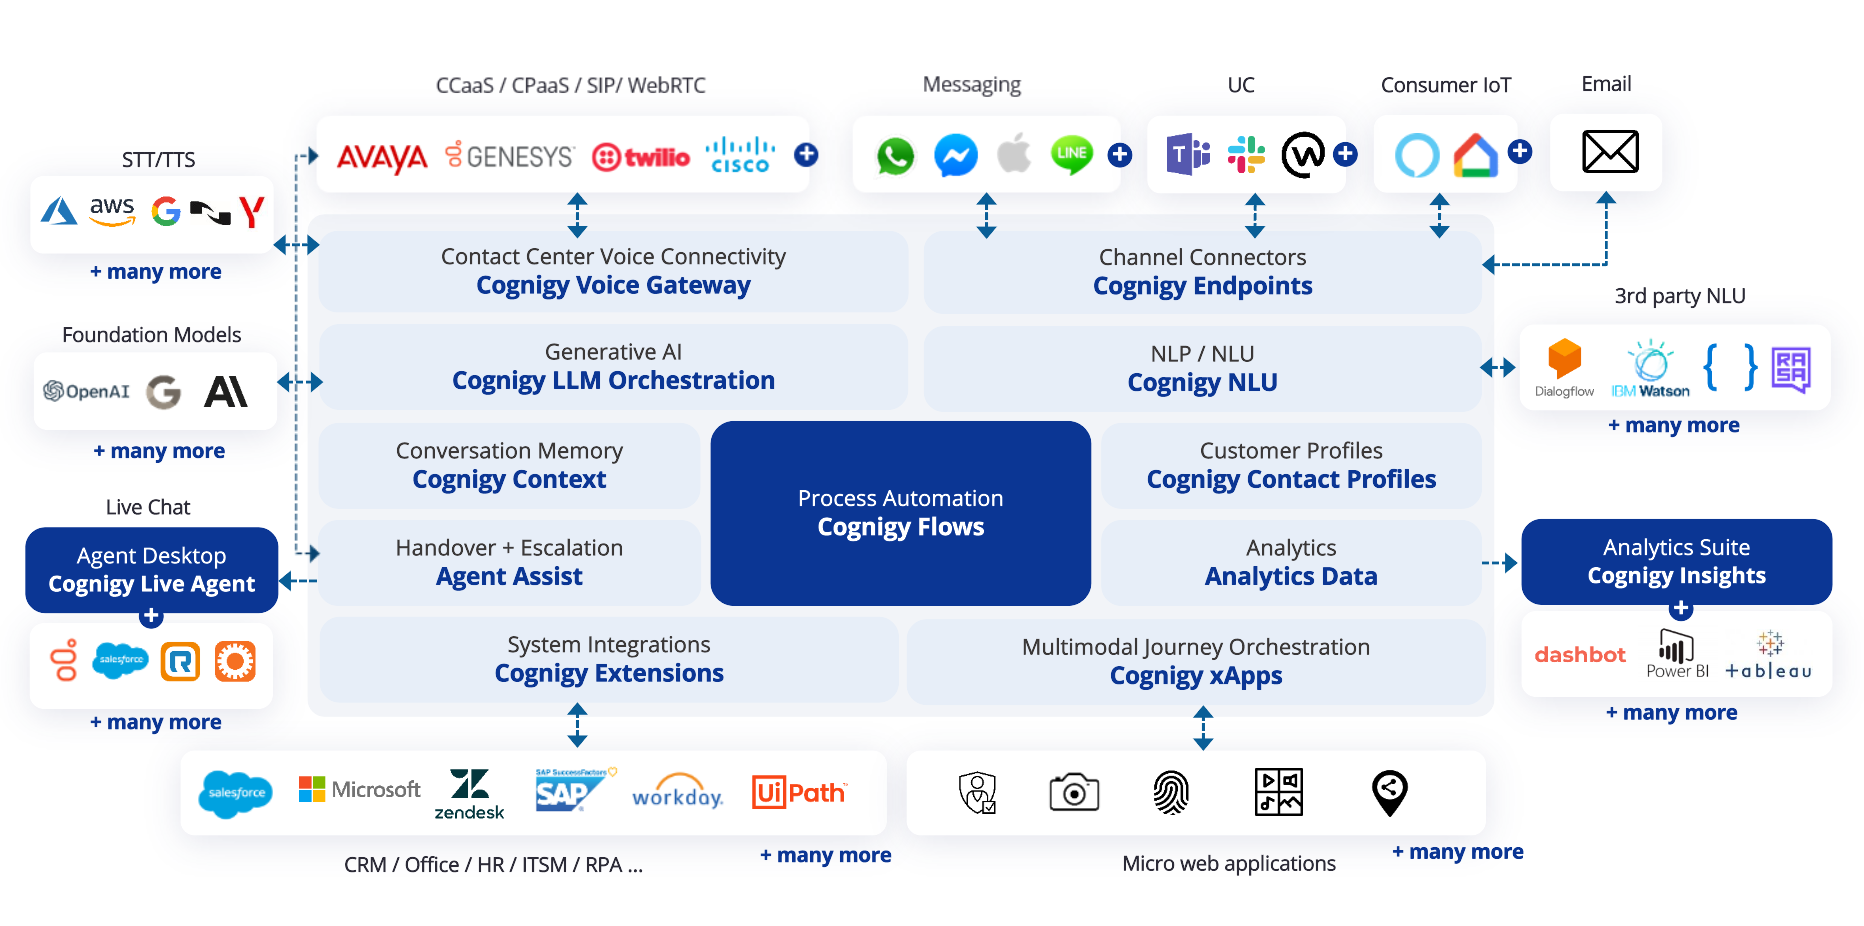 CCaaS / CPaaS / SIP/ WebRTC
Messaging
UC
Consumer IoT
Email
AVAYA
GENESYS
twilio
CISCO
LINE
T
STT/TTS
aws
+ many more
Contact Center Voice Connectivity
Cognigy Voice Gateway
Channel Connectors
Cognigy Endpoints
3rd party NLU
Foundation Models
OpenAI
+ many more
Generative AI
Cognigy LLM Orchestration
NLP / NLU
Cognigy NLU
Dialogflow
IBM Watson
{ }
RASA
+ many more
Conversation Memory
Cognigy Context
Process Automation
Cognigy Flows
Customer Profiles
Cognigy Contact Profiles
Live Chat
Agent Desktop
Cognigy Live Agent
Handover + Escalation
Agent Assist
Analytics
Analytics Data
Analytics Suite
Cognigy Insights
salesforce
+ many more
System Integrations
Cognigy Extensions
Multimodal Journey Orchestration
Cognigy xApps
dashbot
Power BI
+ableau
+ many more
salesforce
Microsoft
zendesk
SAP SuccessFactors
SAP
workday.
UiPath
+ many more
CRM / Office / HR / ITSM / RPA ...
Micro web applications
+ many more